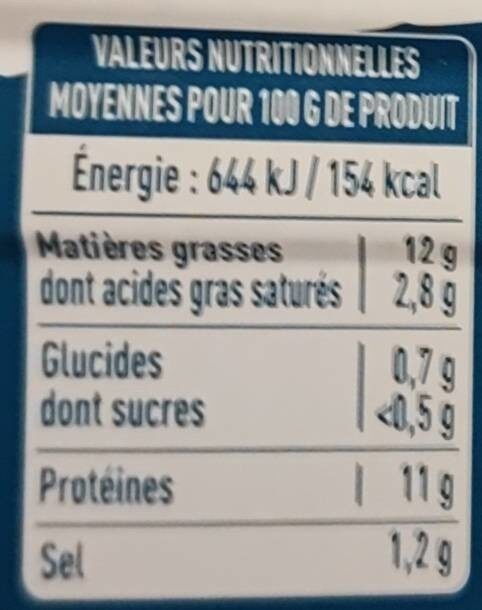 VALEURS NUTRITIONNELLES
MOYENNES POUR 100 G DE PRODUIT
Énergie : 644 kJ / 154 kcal
Matières grasses | 12 g
dont acides gras saturés | 2,8 g
Glucides | 0,7 g
dont sucres | <0,5 g
Protéines | 11 g
Sel 1,2 g